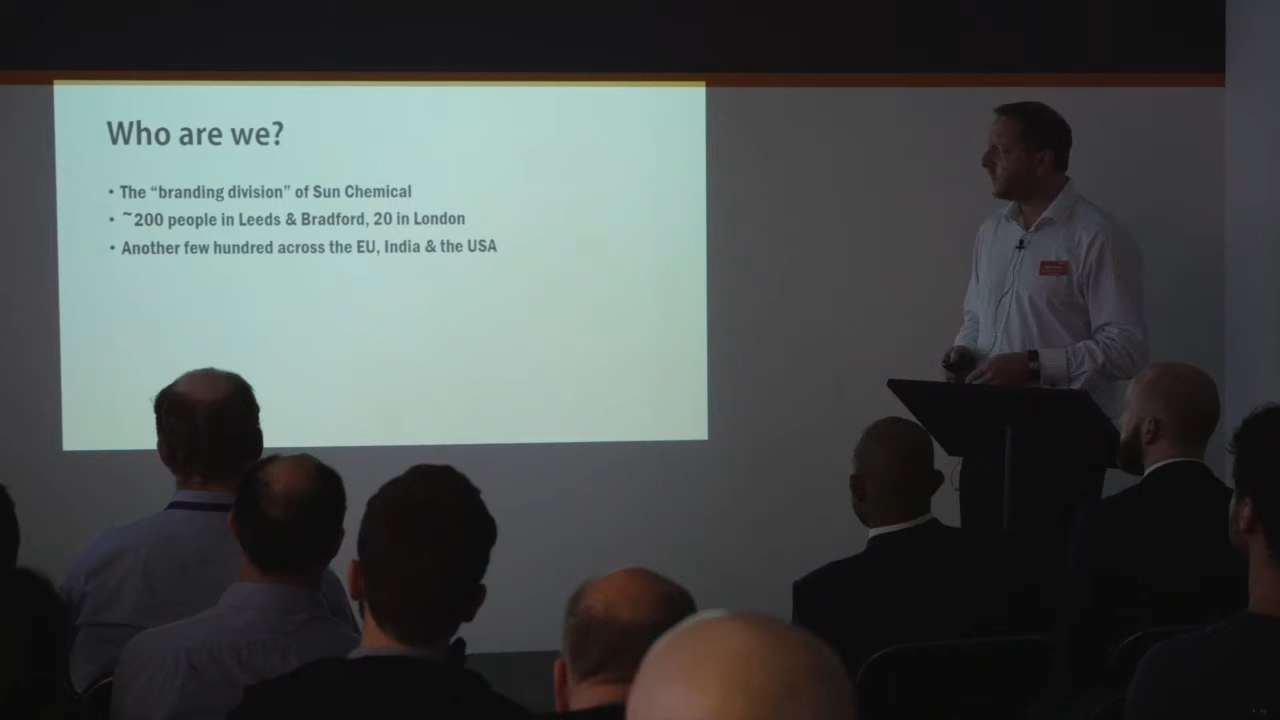 Who are we?
• The “branding division” of Sun Chemical
• ~200 people in Leeds & Bradford, 20 in London
• Another few hundred across the EU, India & the USA